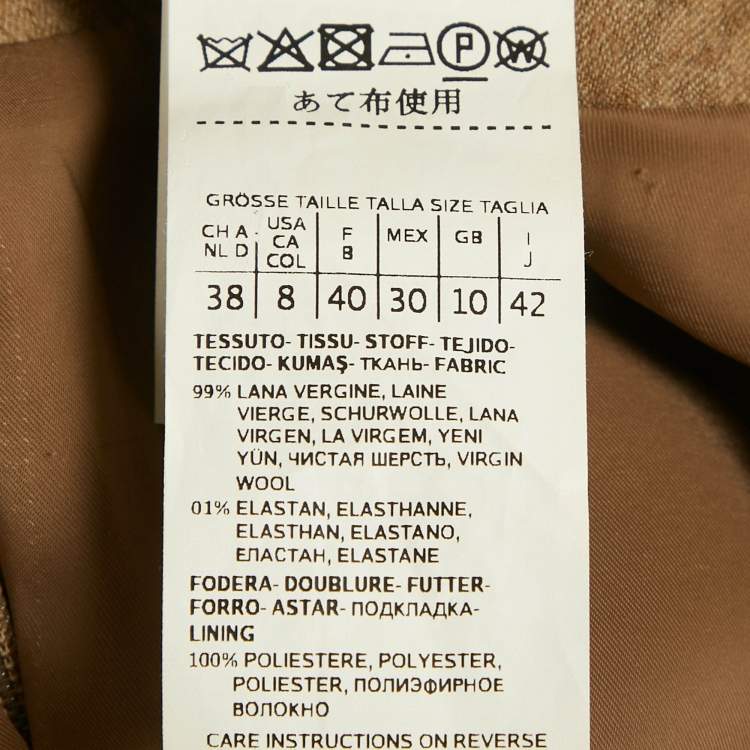 P W
あて布使用
GRÖSSE TAILLE TALLA SIZE TAGLIA
CH A · NL D USA CA COL F B MEX GB I J
38 8 40 30 10 42
TESSUTO- TISSU- STOFF- TEJIDO-
TECIDO- KUMAŞ- ТКАНЬ- FABRIC
99% LANA VERGINE, LAINE
VIERGE, SCHURWOLLE, LANA
VIRGEN, LA VIRGEM, YENI
YÜN, ЧИСТАЯ ШЕРСТЬ, VIRGIN
WOOL
01% ELASTAN, ELASTHANNE,
ELASTHAN, ELASTANO,
ЕЛАСТАН, ELASTANE
FODERA- DOUBLURE- FUTTER-
FORRO- ASTAR- ПОДКЛАДКА-
LINING
100% POLIESTERE, POLYESTER,
POLIESTER, ПОЛИЭФИРНОЕ
ВОЛОКНО
CARE INSTRUCTIONS ON REVERSE